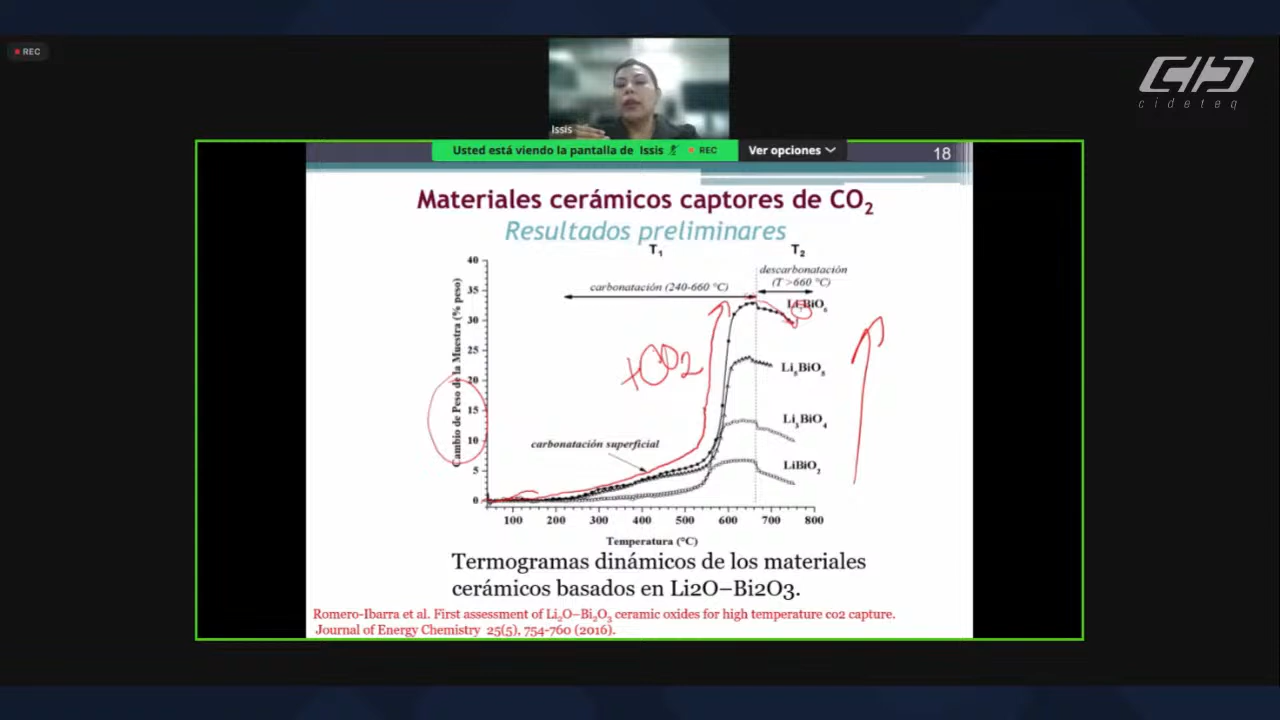 REC
cideteq
Issis
Usted está viendo la pantalla de Issis
REC
Ver opciones
18
Materiales cerámicos captores de CO₂
Resultados preliminares
T₁
T₂
descarbonatación
(T >660 °C)
carbonatación (240-660 °C)
+CO2
carbonatación superficial
Li₅BiO₅
Li₃BiO₄
LiBiO₂
Cambio de Peso de la Muestra (% peso)
40
35
30
25
20
15
10
5
0
100 200 300 400 500 600 700 800
Temperatura (°C)
Termogramas dinámicos de los materiales
cerámicos basados en Li2O–Bi2O3.
Romero-Ibarra et al. First assessment of Li₂O–Bi₂O₃ ceramic oxides for high temperature co2 capture.
Journal of Energy Chemistry 25(5), 754-760 (2016).